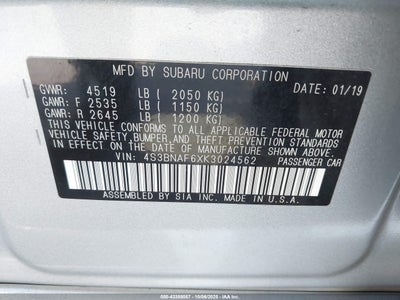 MFD BY SUBARU CORPORATION DATE: 01/19
GVWR: 4519 LB ( 2050 KG)
GAWR: F 2535 LB ( 1150 KG)
GAWR: R 2645 LB ( 1200 KG)
THIS VEHICLE CONFORMS TO ALL APPLICABLE FEDERAL MOTOR
VEHICLE SAFETY, BUMPER, AND THEFT PREVENTION STANDARDS
IN EFFECT ON THE DATE OF MANUFACTURE SHOWN ABOVE.
VIN: 4S3BNAF6XK3024562 PASSENGER CAR
ASSEMBLED BY SIA INC. MADE IN U.S.A.